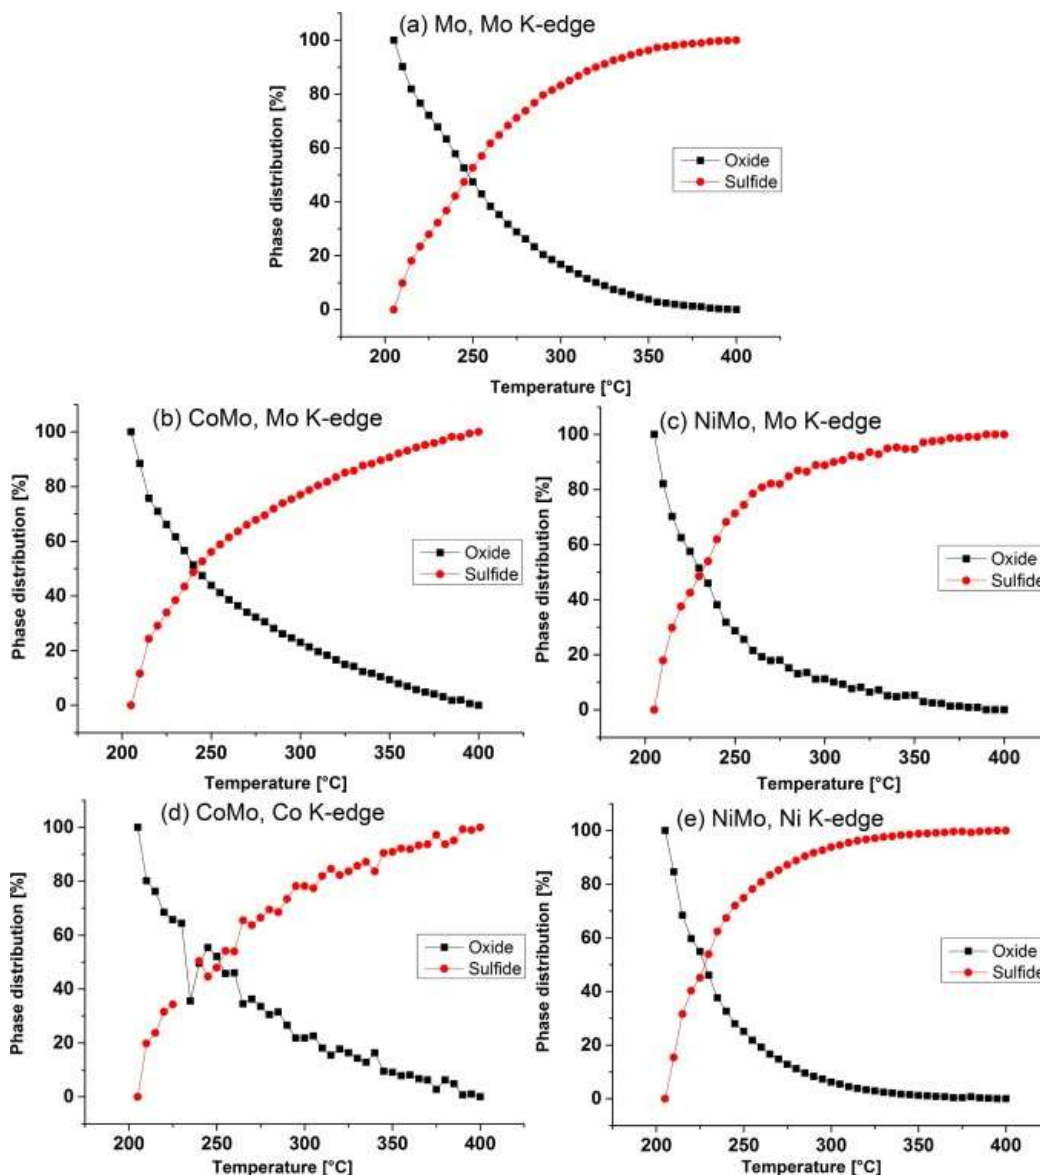 (a) Mo, Mo K-edge
Phase distribution [%]
100
80
60
40
20
0
Oxide
Sulfide
200 250 300 350 400
Temperature [°C]
(b) CoMo, Mo K-edge
Phase distribution [%]
100
80
60
40
20
0
Oxide
Sulfide
200 250 300 350 400
Temperature [°C]
(c) NiMo, Mo K-edge
Phase distribution [%]
100
80
60
40
20
0
Oxide
Sulfide
200 250 300 350 400
Temperature [°C]
(d) CoMo, Co K-edge
Phase distribution [%]
100
80
60
40
20
0
Oxide
Sulfide
200 250 300 350 400
Temperature [°C]
(e) NiMo, Ni K-edge
Phase distribution [%]
100
80
60
40
20
0
Oxide
Sulfide
200 250 300 350 400
Temperature [°C]